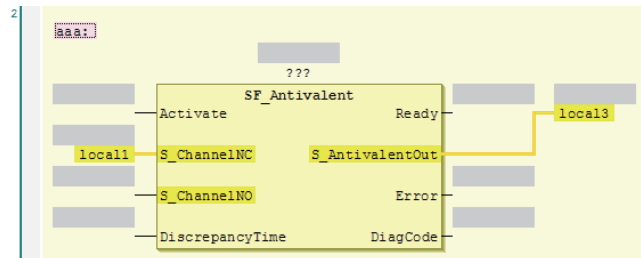 2
aaa:
???
SF_Antivalent
Activate Ready
local3
local1 S_ChannelNC S_AntivalentOut
S_ChannelNO Error
DiscrepancyTime DiagCode